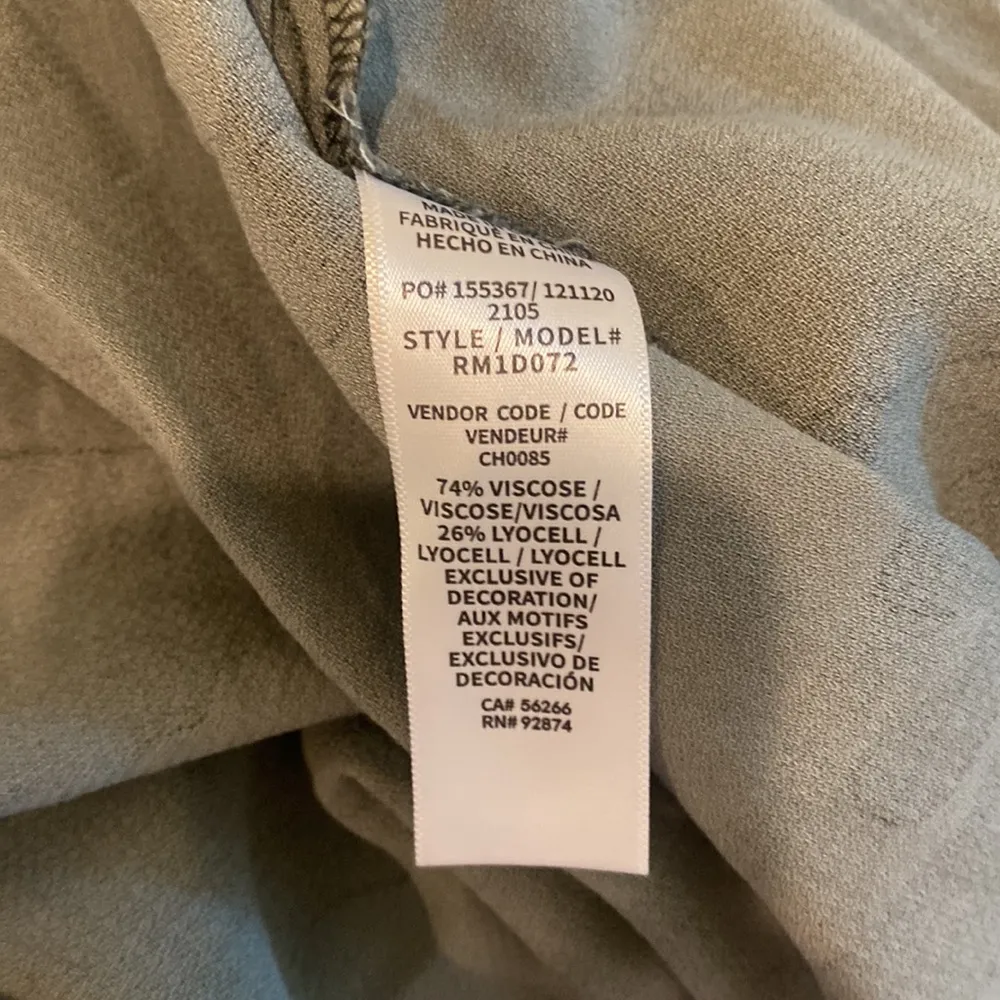 MADE
FABRIQUE EN CHINE
HECHO EN CHINA
PO# 155367/ 121120
2105
STYLE / MODEL#
RM1D072
VENDOR CODE / CODE
VENDEUR#
CH0085
74% VISCOSE /
VISCOSE/VISCOSA
26% LYOCELL /
LYOCELL / LYOCELL
EXCLUSIVE OF
DECORATION/
AUX MOTIFS
EXCLUSIFS/
EXCLUSIVO DE
DECORACIÓN
CA# 56266
RN# 92874